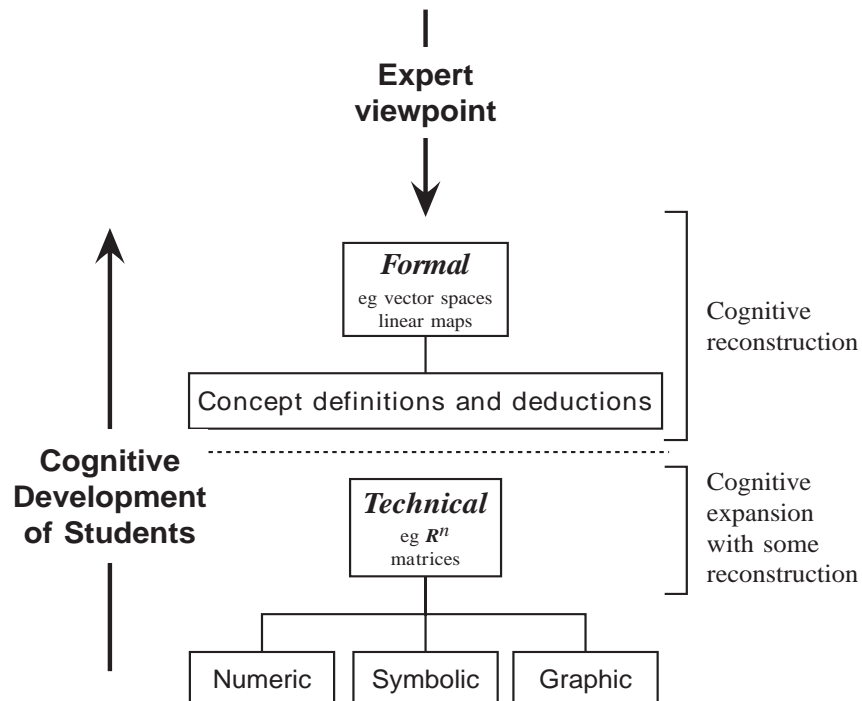 Expert
viewpoint
Formal
eg vector spaces
linear maps
Cognitive
reconstruction
Concept definitions and deductions
Cognitive
Development
of Students
Technical
eg Rⁿ
matrices
Cognitive
expansion
with some
reconstruction
Numeric
Symbolic
Graphic